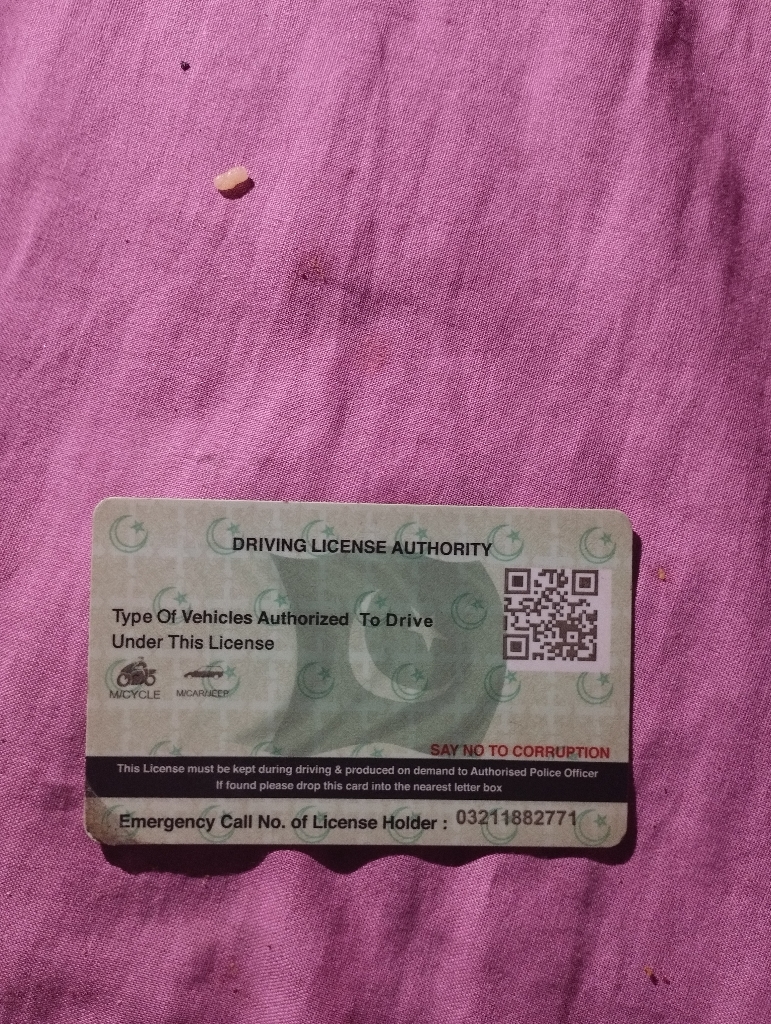 DRIVING LICENSE AUTHORITY
Type Of Vehicles Authorized To Drive
Under This License
M/CYCLE M/CAR/JEEP
SAY NO TO CORRUPTION
This License must be kept during driving & produced on demand to Authorised Police Officer
If found please drop this card into the nearest letter box
Emergency Call No. of License Holder : 03211882771